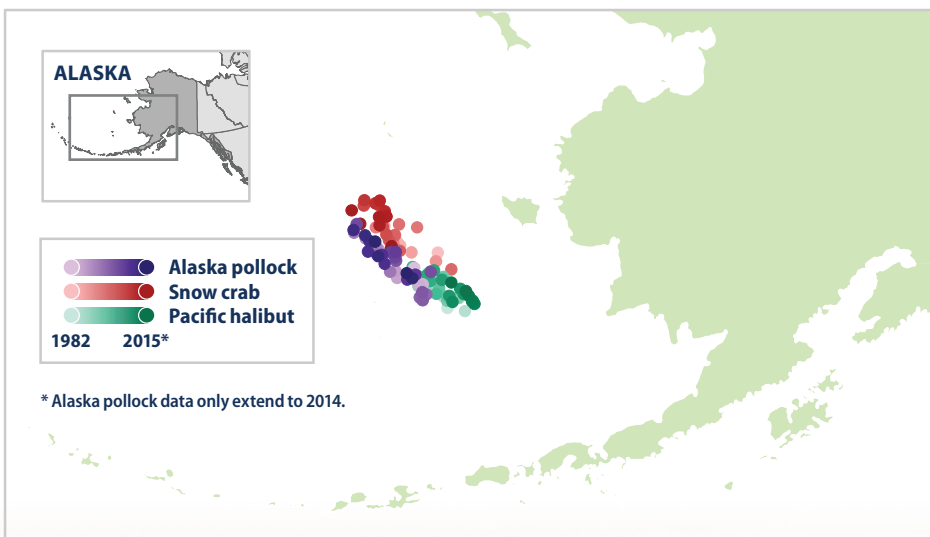 ALASKA
Alaska pollock
Snow crab
Pacific halibut
1982 2015*
* Alaska pollock data only extend to 2014.